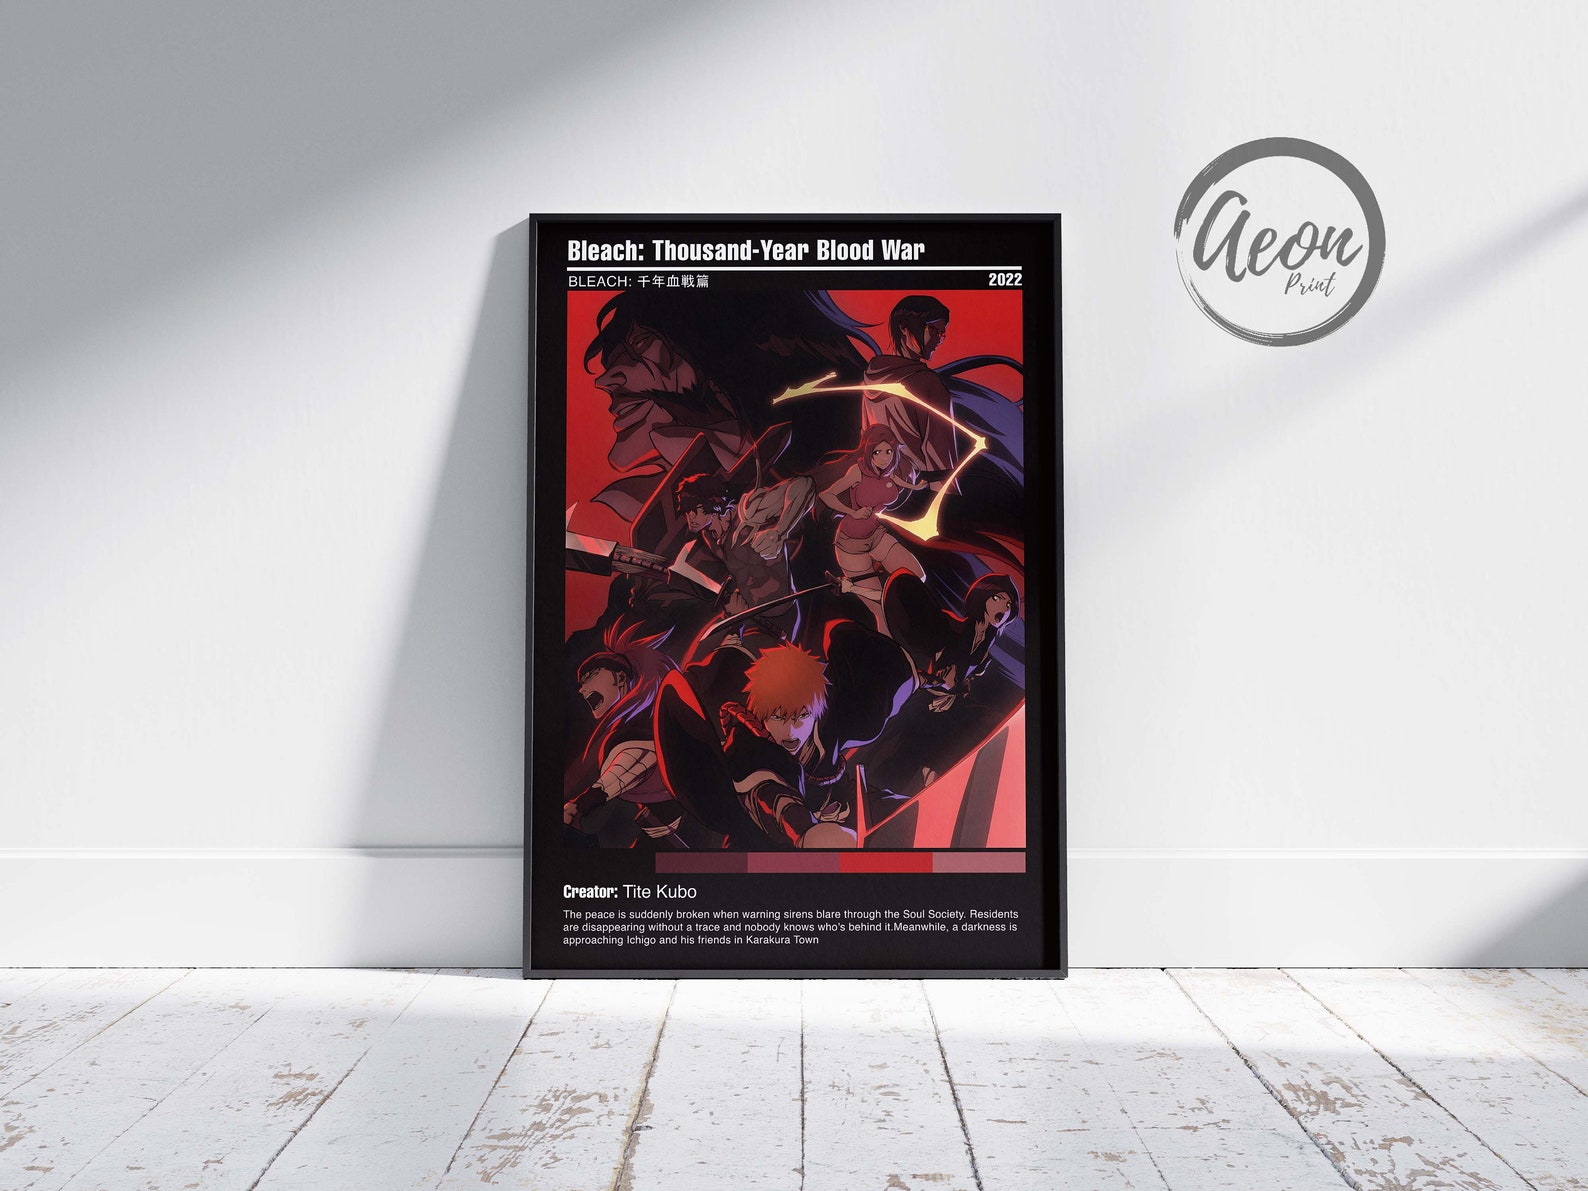 Bleach: Thousand-Year Blood War
BLEACH: 千年血戦篇
2022
Aeon
Print
Creator: Tite Kubo
The peace is suddenly broken when warning sirens blare through the Soul Society. Residents
are disappearing without a trace and nobody knows who's behind it.Meanwhile, a darkness is
approaching Ichigo and his friends in Karakura Town